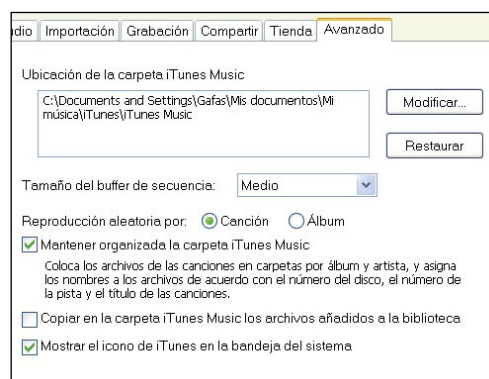 dio Importación Grabación Compartir Tienda Avanzado
Ubicación de la carpeta iTunes Music
C:\Documents and Settings\Gafas\Mis documentos\Mi
música\iTunes\iTunes Music
Modificar...
Restaurar
Tamaño del buffer de secuencia: Medio
Reproducción aleatoria por: Canción Álbum
Mantener organizada la carpeta iTunes Music
Coloca los archivos de las canciones en carpetas por álbum y artista, y asigna
los nombres a los archivos de acuerdo con el número del disco, el número de
la pista y el título de las canciones.
Copiar en la carpeta iTunes Music los archivos añadidos a la biblioteca
Mostrar el icono de iTunes en la bandeja del sistema